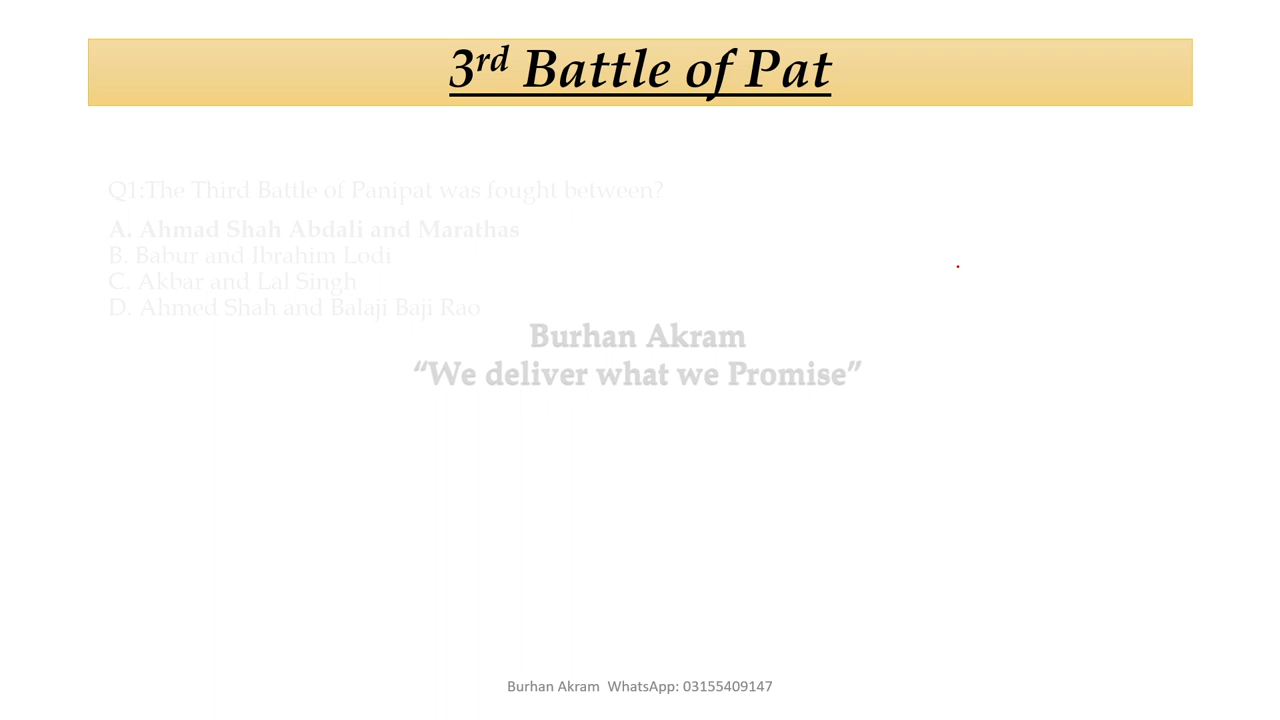 3rd Battle of Pat
Q1:The Third Battle of Panipat was fought between?
A. Ahmad Shah Abdali and Marathas
B. Babur and Ibrahim Lodi
C. Akbar and Lal Singh
D. Ahmed Shah and Balaji Baji Rao
Burhan Akram
“We deliver what we Promise”
Burhan Akram  WhatsApp: 03155409147